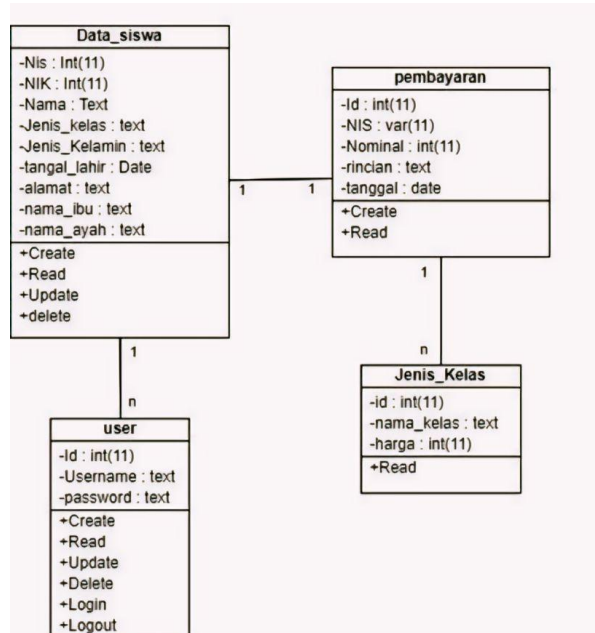 Data_siswa
-Nis : Int(11)
-NIK : Int(11)
-Nama : Text
-Jenis_kelas : text
-Jenis_Kelamin : text
-tangal_lahir : Date
-alamat : text
-nama_ibu : text
-nama_ayah : text
+Create
+Read
+Update
+delete
1
1
pembayaran
-Id : int(11)
-NIS : var(11)
-Nominal : int(11)
-rincian : text
-tanggal : date
+Create
+Read
1
n
Jenis_Kelas
-id : int(11)
-nama_kelas : text
-harga : int(11)
+Read
1
n
user
-Id : int(11)
-Username : text
-password : text
+Create
+Read
+Update
+Delete
+Login
+Logout